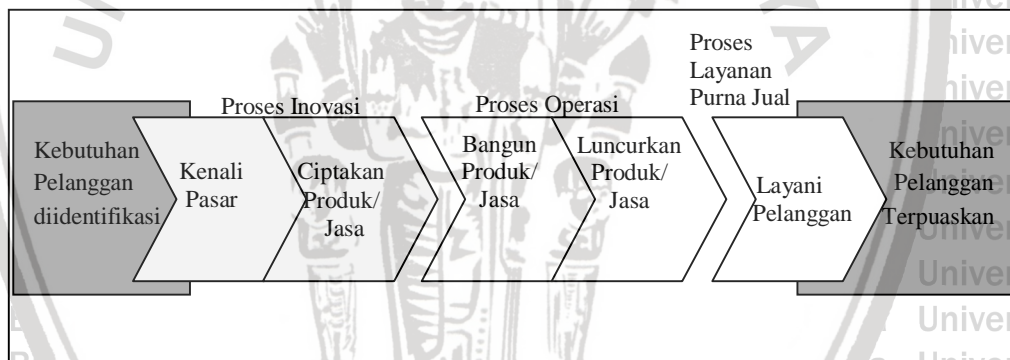 Proses Inovasi
Proses Operasi
Proses
Layanan
Purna Jual
Kebutuhan
Pelanggan
diidentifikasi
Kenali
Pasar
Ciptakan
Produk/
Jasa
Bangun
Produk/
Jasa
Luncurkan
Produk/
Jasa
Layani
Pelanggan
Kebutuhan
Pelanggan
Terpuaskan